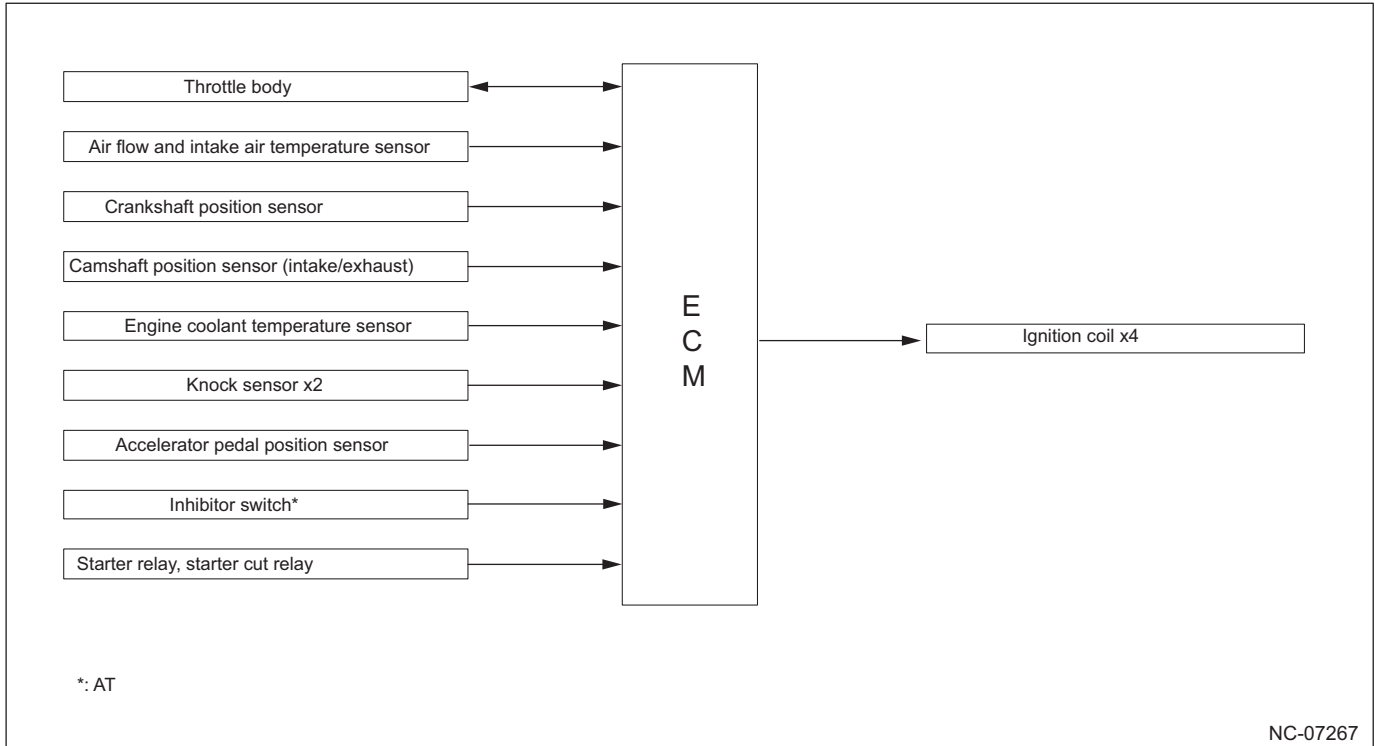 Throttle body
Air flow and intake air temperature sensor
Crankshaft position sensor
Camshaft position sensor (intake/exhaust)
Engine coolant temperature sensor
Knock sensor x2
Accelerator pedal position sensor
Inhibitor switch*
Starter relay, starter cut relay
E
C
M
Ignition coil x4
*: AT
NC-07267